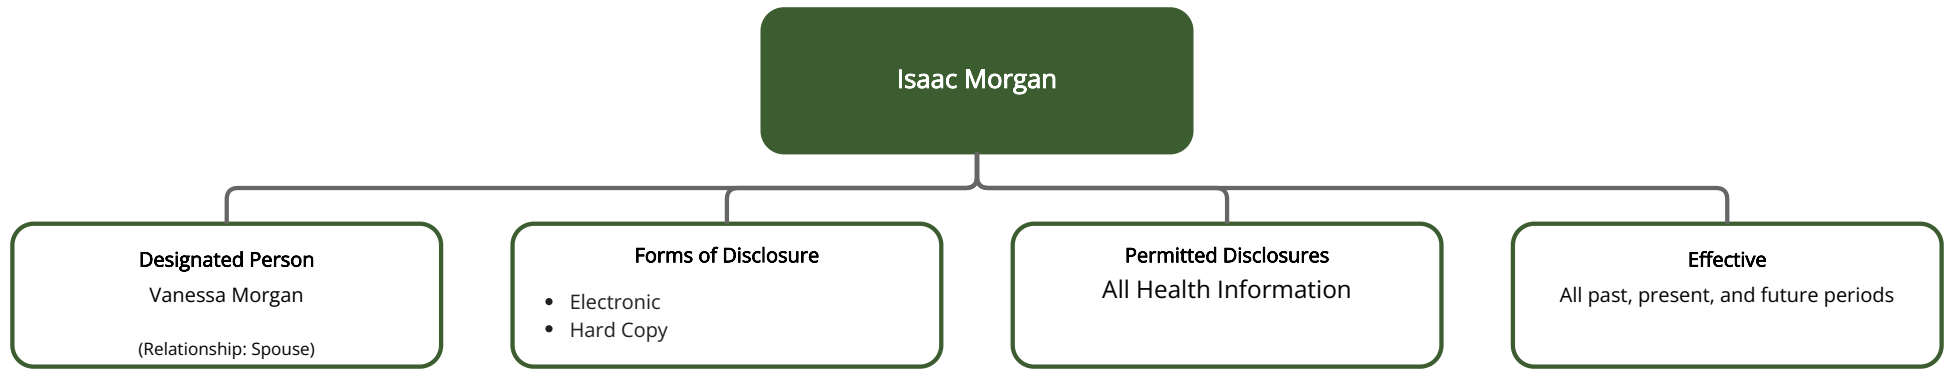 Isaac Morgan
Designated Person
Vanessa Morgan
(Relationship: Spouse)
Forms of Disclosure
• Electronic
• Hard Copy
Permitted Disclosures
All Health Information
Effective
All past, present, and future periods